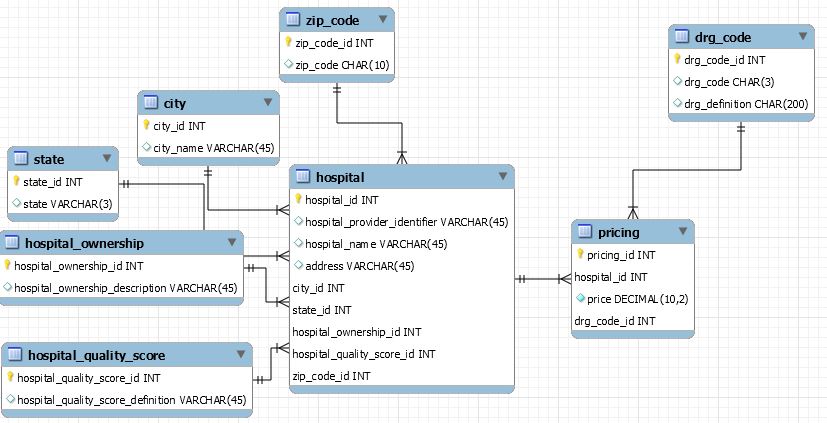 zip_code
zip_code_id INT
zip_code CHAR(10)
drg_code
drg_code_id INT
drg_code CHAR(3)
drg_definition CHAR(200)
city
city_id INT
city_name VARCHAR(45)
state
state_id INT
state VARCHAR(3)
hospital
hospital_id INT
hospital_provider_identifier VARCHAR(45)
hospital_name VARCHAR(45)
address VARCHAR(45)
city_id INT
state_id INT
hospital_ownership_id INT
hospital_quality_score_id INT
zip_code_id INT
pricing
pricing_id INT
hospital_id INT
price DECIMAL(10,2)
drg_code_id INT
hospital_ownership
hospital_ownership_id INT
hospital_ownership_description VARCHAR(45)
hospital_quality_score
hospital_quality_score_id INT
hospital_quality_score_definition VARCHAR(45)